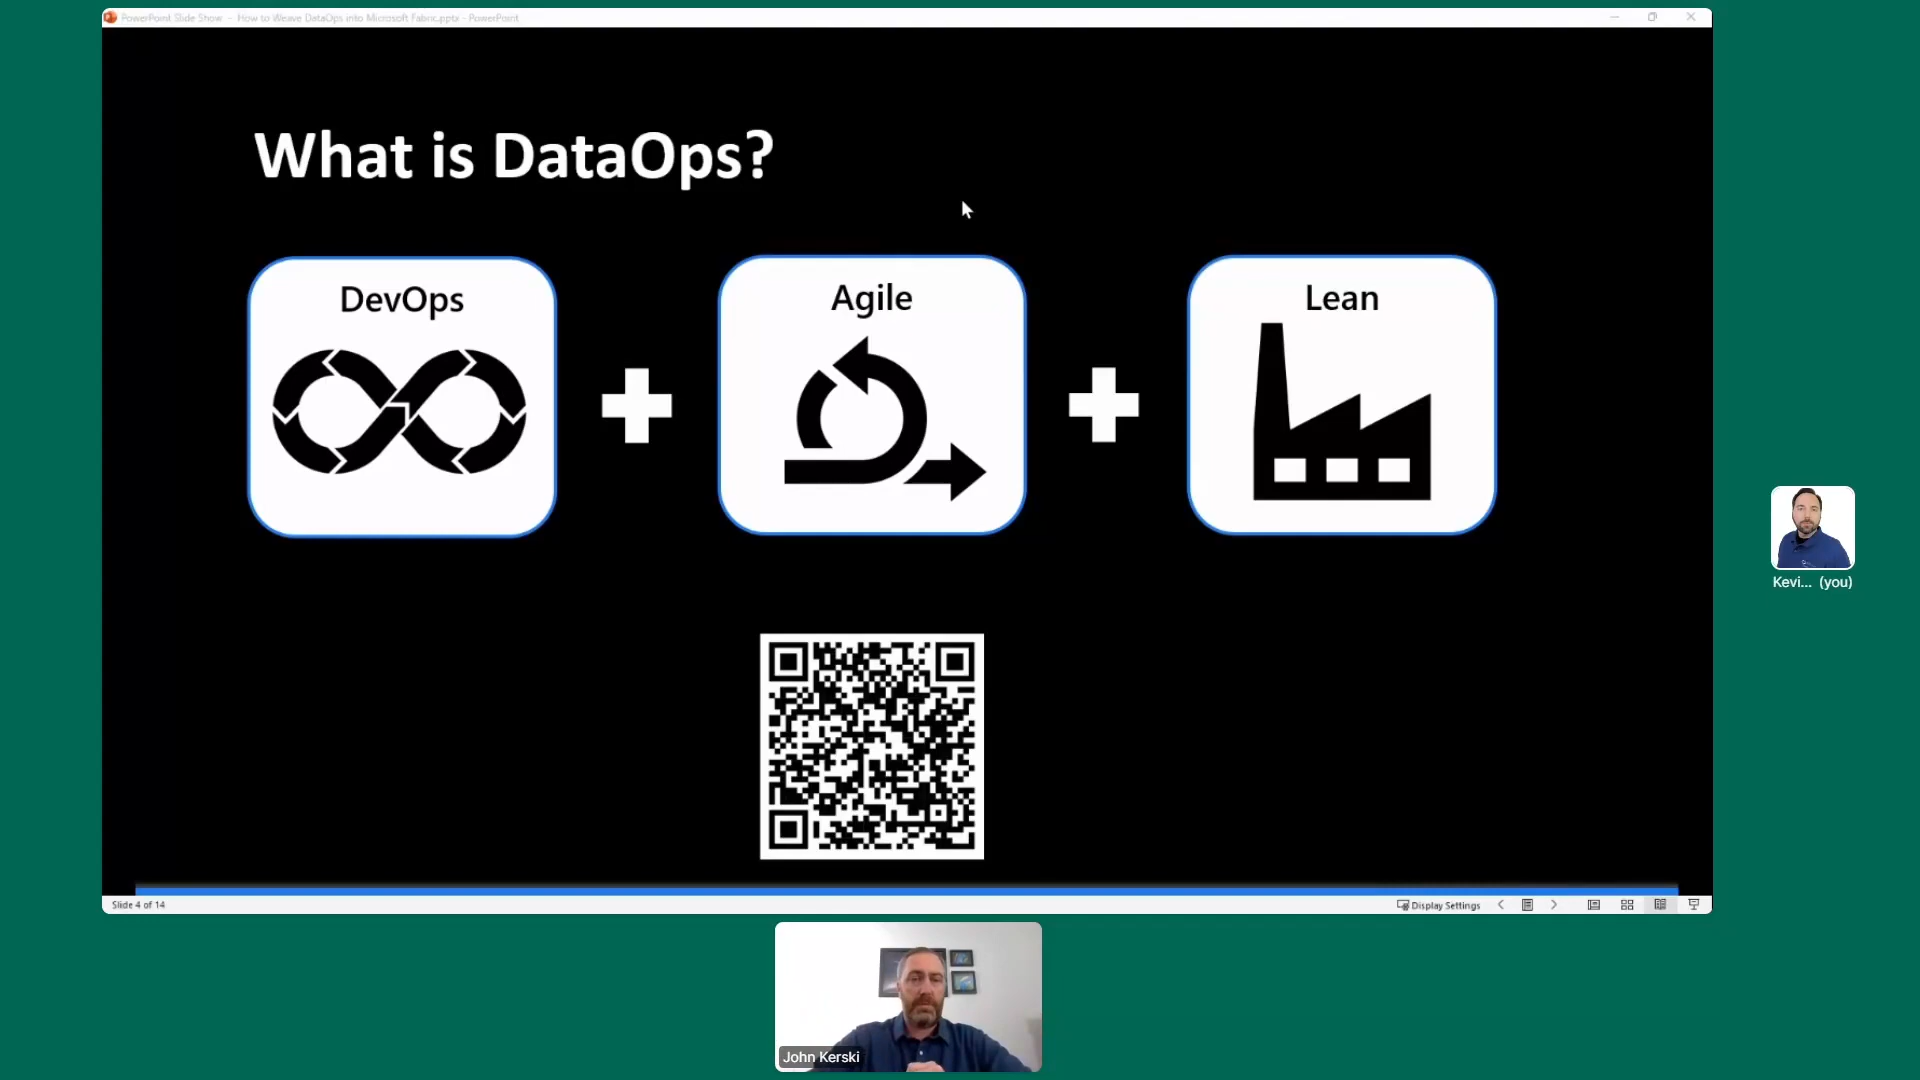 PowerPoint Slide Show - How to Weave DataOps into Microsoft Fabric.pptx - PowerPoint
What is DataOps?
DevOps
Agile
Lean
Kevi... (you)
Slide 4 of 14
Display Settings
John Kerski